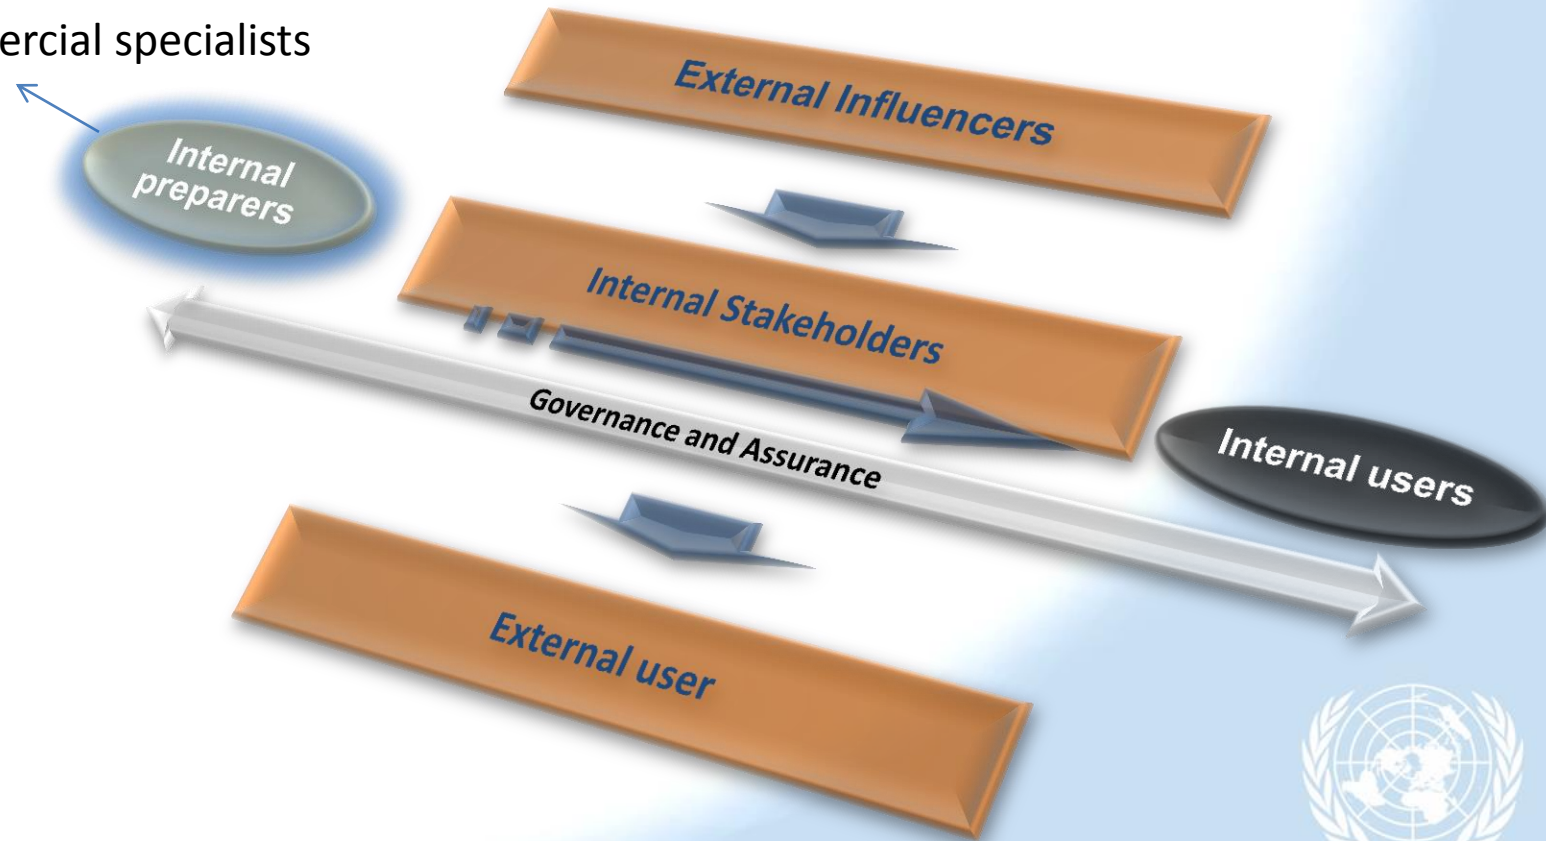 ercial specialists
External Influencers
Internal
preparers
Internal Stakeholders
Governance and Assurance
Internal users
External user